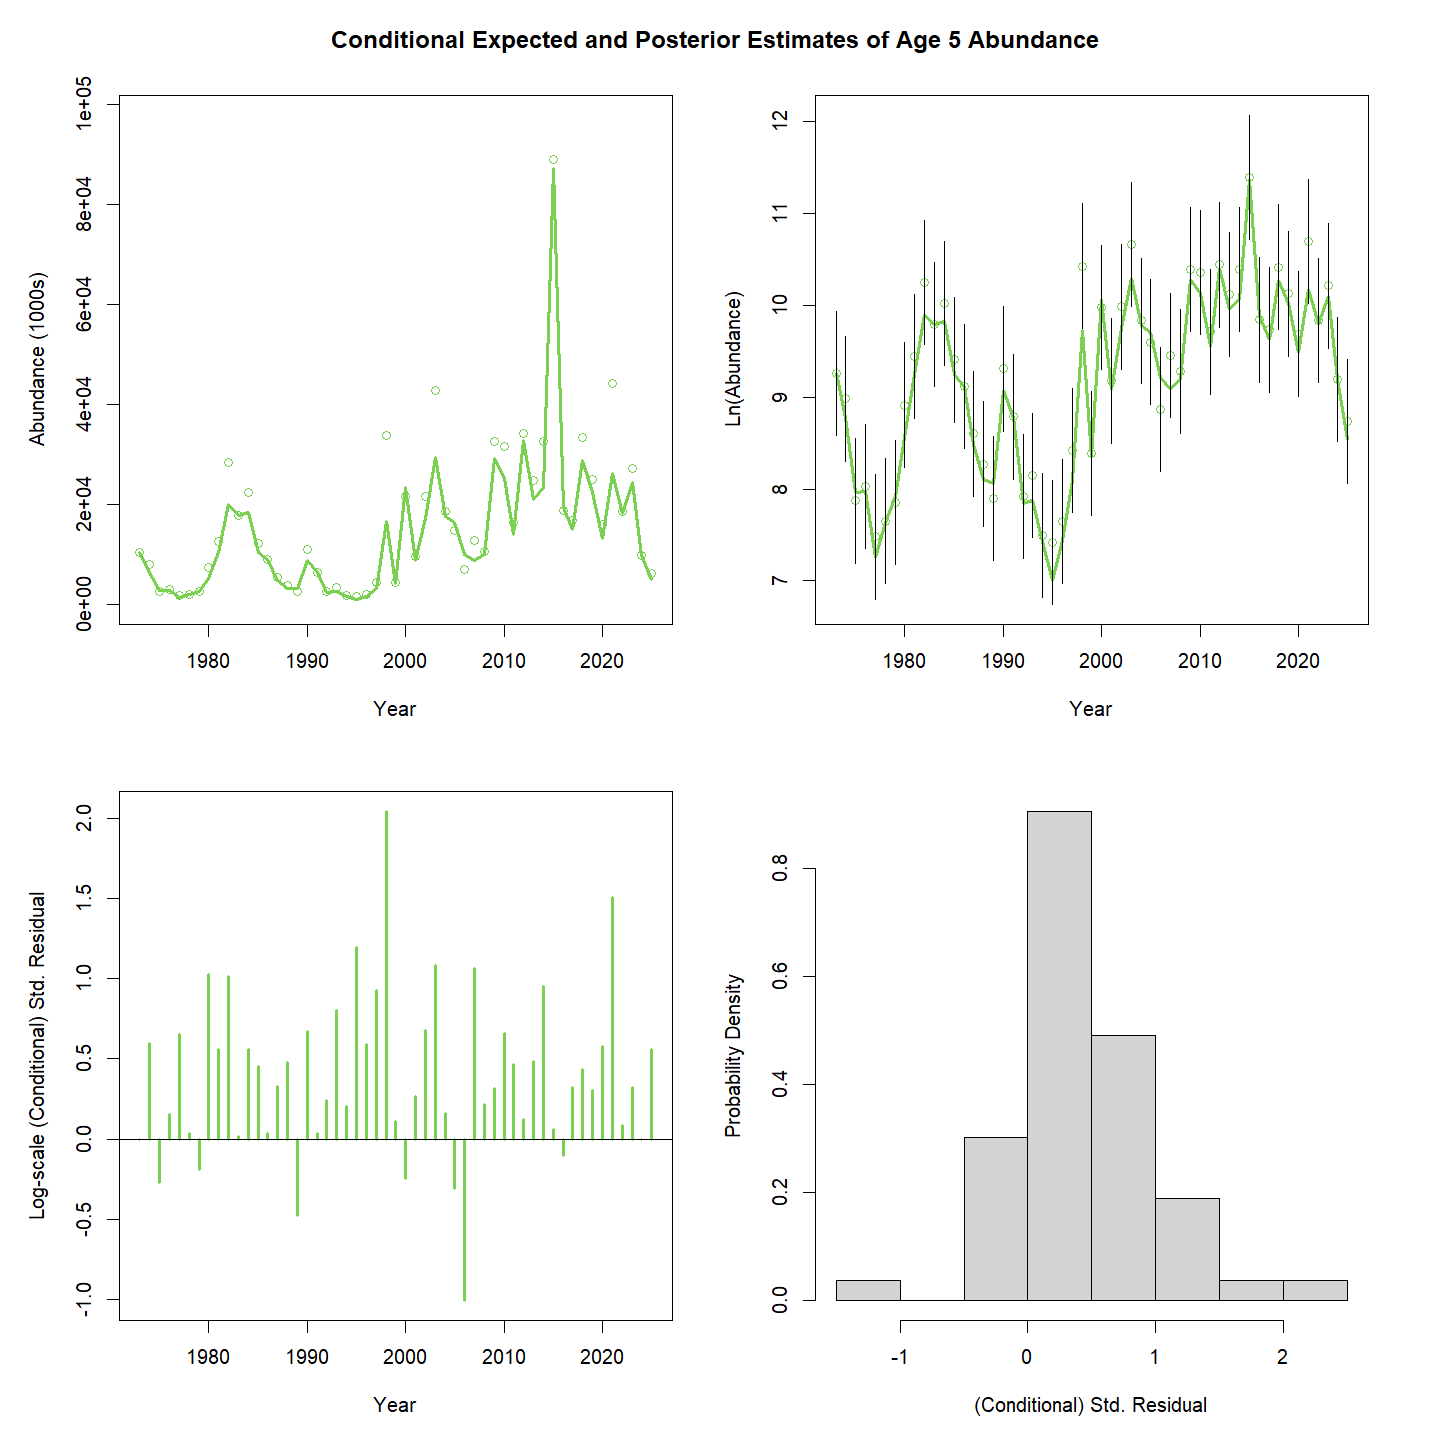 Conditional Expected and Posterior Estimates of Age 5 Abundance
Abundance (1000s)
0e+00 2e+04 4e+04 6e+04 8e+04 1e+05
1980 1990 2000 2010 2020
Year
Ln(Abundance)
7 8 9 10 11 12
1980 1990 2000 2010 2020
Year
Log-scale (Conditional) Std. Residual
-1.0 -0.5 0.0 0.5 1.0 1.5 2.0
1980 1990 2000 2010 2020
Year
Probability Density
0.0 0.2 0.4 0.6 0.8
-1 0 1 2
(Conditional) Std. Residual